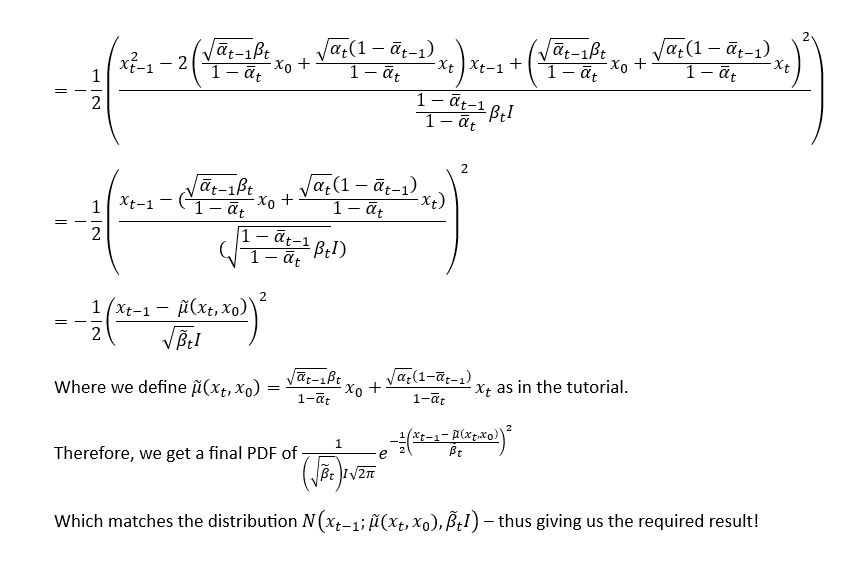 $= -\frac{1}{2}\left(\frac{x_{t-1}^2 - 2\left(\frac{\sqrt{\bar{\alpha}_{t-1}}\beta_t}{1-\bar{\alpha}_t}x_0 + \frac{\sqrt{\alpha_t}(1-\bar{\alpha}_{t-1})}{1-\bar{\alpha}_t}x_t\right)x_{t-1} + \left(\frac{\sqrt{\bar{\alpha}_{t-1}}\beta_t}{1-\bar{\alpha}_t}x_0 + \frac{\sqrt{\alpha_t}(1-\bar{\alpha}_{t-1})}{1-\bar{\alpha}_t}x_t\right)^2}{\frac{1-\bar{\alpha}_{t-1}}{1-\bar{\alpha}_t}\beta_t I}\right)$
$= -\frac{1}{2}\left(\frac{x_{t-1} - (\frac{\sqrt{\bar{\alpha}_{t-1}}\beta_t}{1-\bar{\alpha}_t}x_0 + \frac{\sqrt{\alpha_t}(1-\bar{\alpha}_{t-1})}{1-\bar{\alpha}_t}x_t)}{(\sqrt{\frac{1-\bar{\alpha}_{t-1}}{1-\bar{\alpha}_t}\beta_t}I)}\right)^2$
$= -\frac{1}{2}\left(\frac{x_{t-1} - \tilde{\mu}(x_t, x_0)}{\sqrt{\tilde{\beta}_t}I}\right)^2$
Where we define $\tilde{\mu}(x_t, x_0) = \frac{\sqrt{\bar{\alpha}_{t-1}}\beta_t}{1-\bar{\alpha}_t}x_0 + \frac{\sqrt{\alpha_t}(1-\bar{\alpha}_{t-1})}{1-\bar{\alpha}_t}x_t$ as in the tutorial.
Therefore, we get a final PDF of $\frac{1}{\left(\sqrt{\tilde{\beta}_t}\right)I\sqrt{2\pi}}e^{-\frac{1}{2}\left(\frac{x_{t-1}-\tilde{\mu}(x_t,x_0)}{\tilde{\beta}_t}\right)^2}$
Which matches the distribution $N(x_{t-1}; \tilde{\mu}(x_t, x_0), \tilde{\beta}_t I)$ – thus giving us the required result!